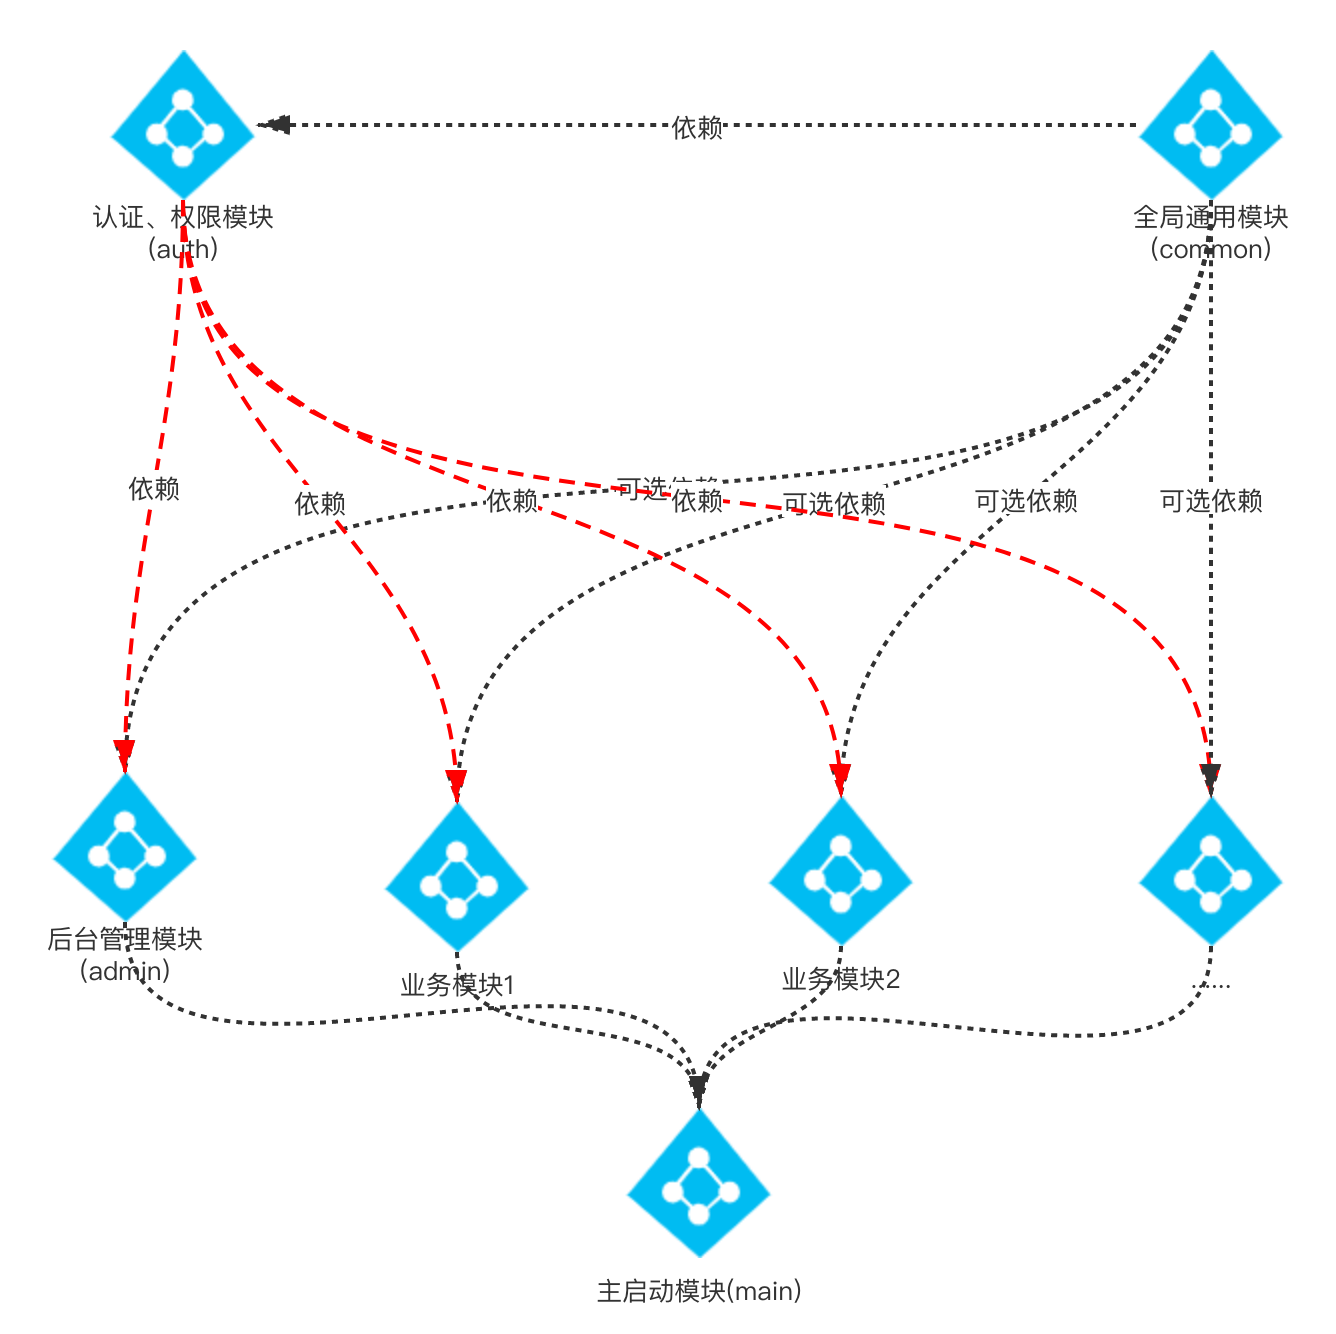 依赖
认证、权限模块
(auth)
全局通用模块
(common)
依赖
依赖
依赖
可选依赖
依赖
可选依赖
可选依赖
可选依赖
后台管理模块
(admin)
业务模块1
业务模块2
......
主启动模块(main)